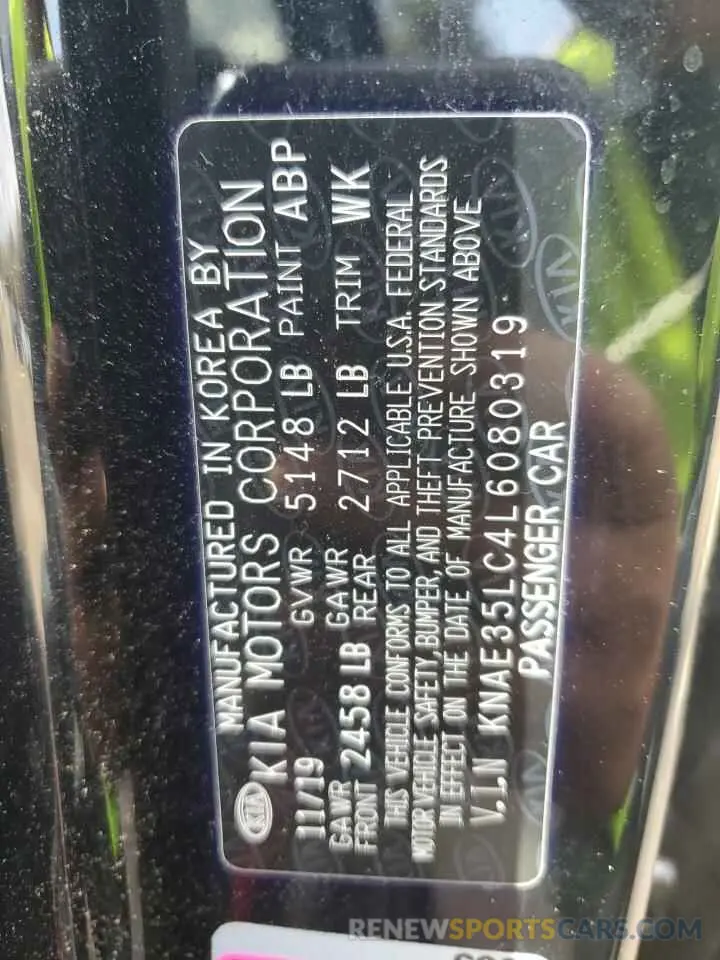 MANUFACTURED IN KOREA BY
KIA KIA MOTORS CORPORATION
11/19 GVWR 5148 LB PAINT ABP
GAWR FRONT 2458 LB GAWR REAR 2712 LB TRIM WK
THIS VEHICLE CONFORMS TO ALL APPLICABLE U.S.A. FEDERAL
MOTOR VEHICLE SAFETY, BUMPER, AND THEFT PREVENTION STANDARDS
IN EFFECT ON THE DATE OF MANUFACTURE SHOWN ABOVE
V.I.N KNAE35LC4L6080319
PASSENGER CAR
RENEWSPORTSCARS.COM